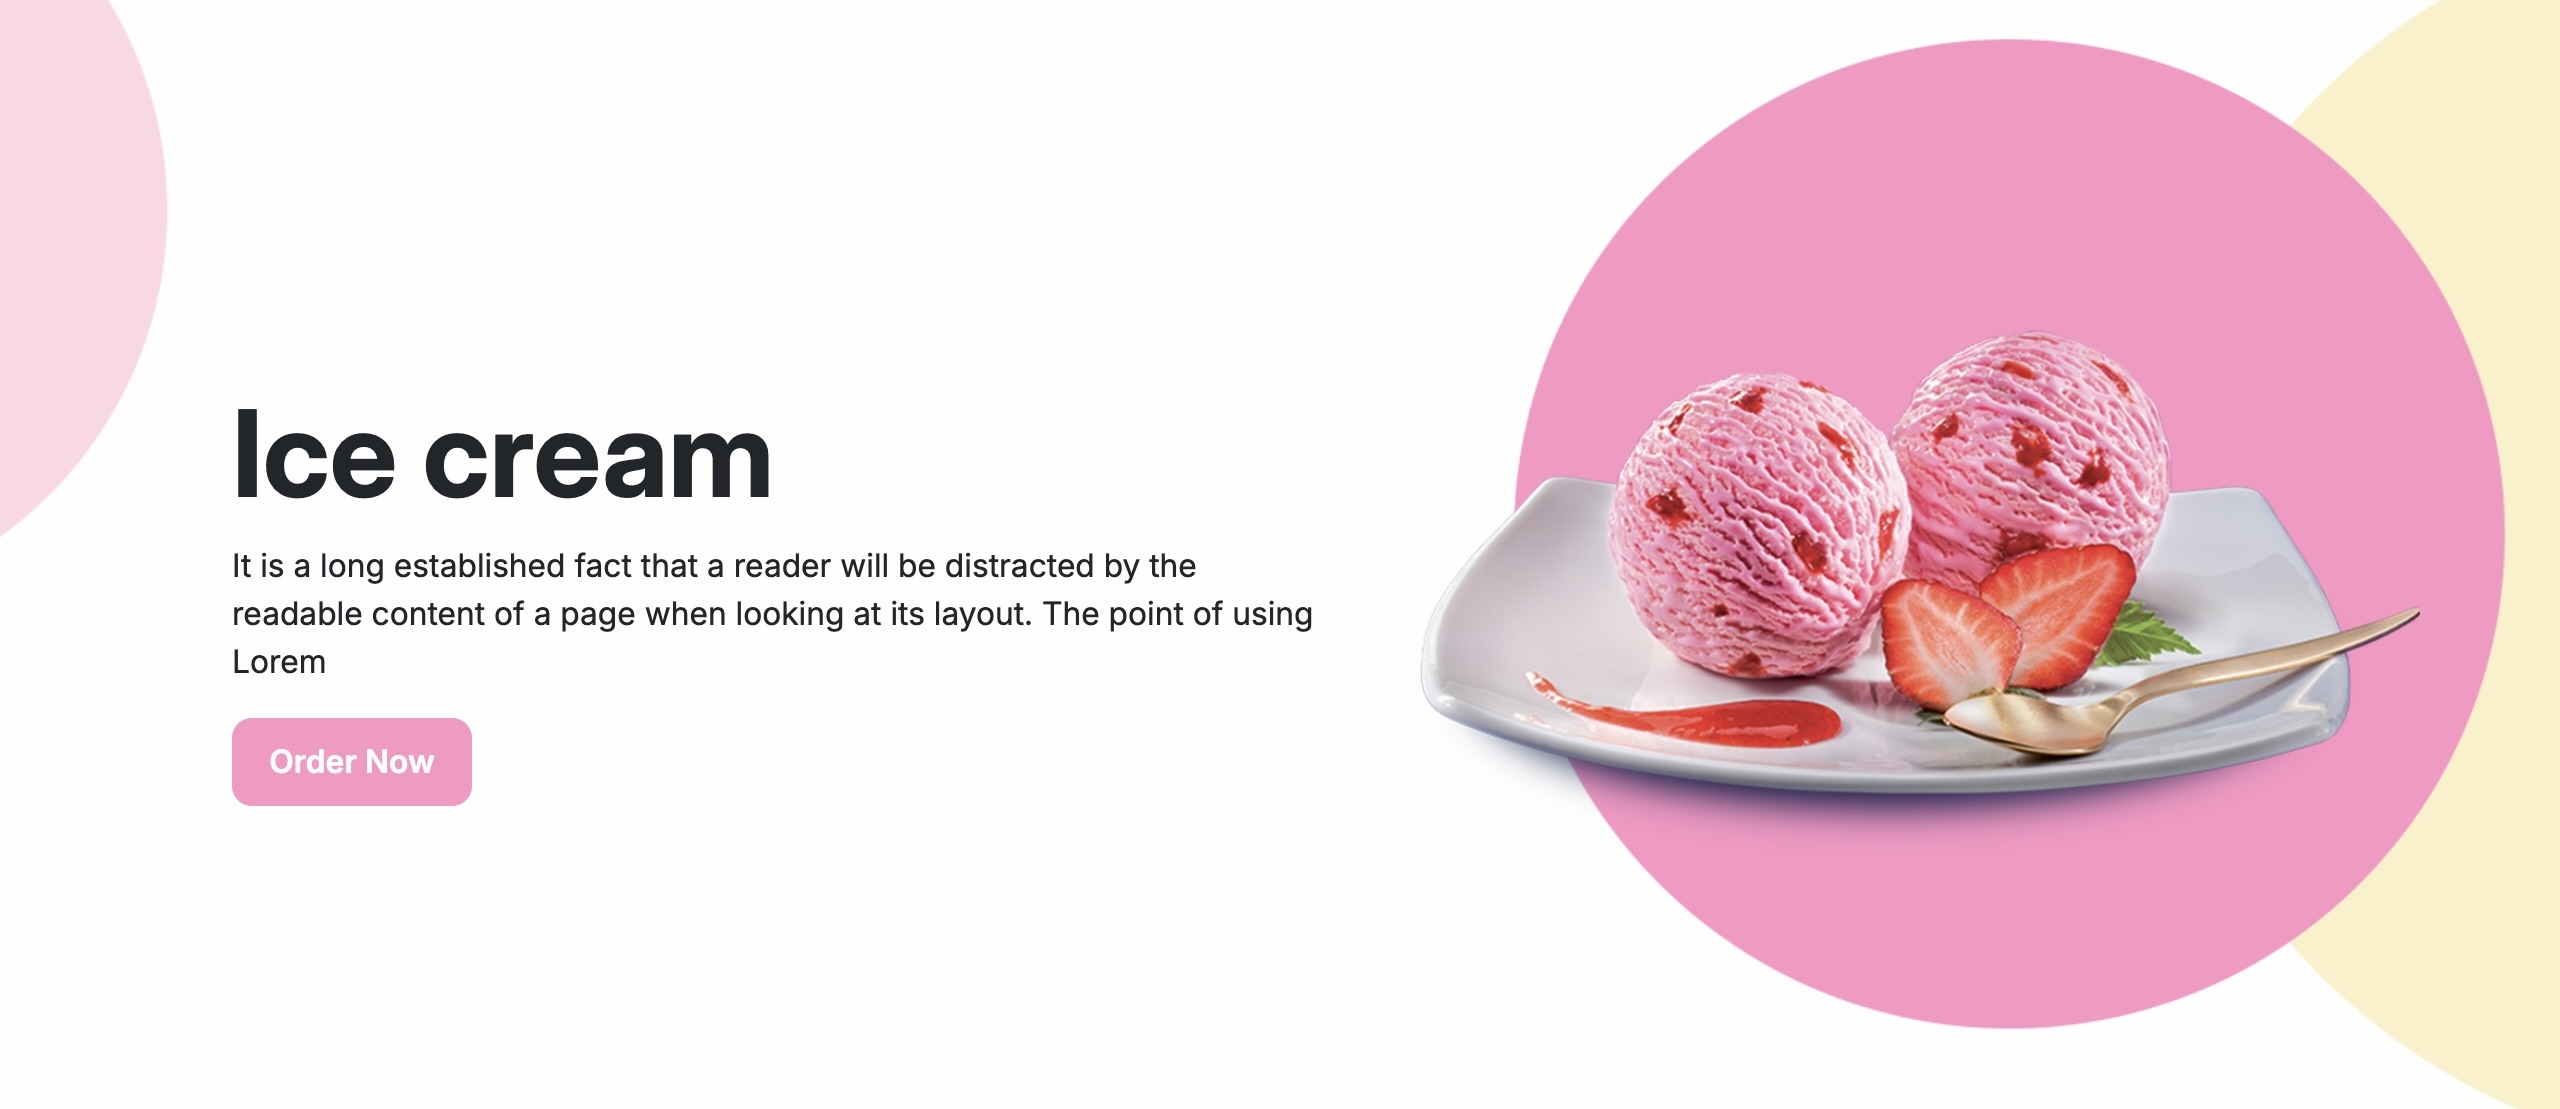 Ice cream
It is a long established fact that a reader will be distracted by the
readable content of a page when looking at its layout. The point of using
Lorem
Order Now